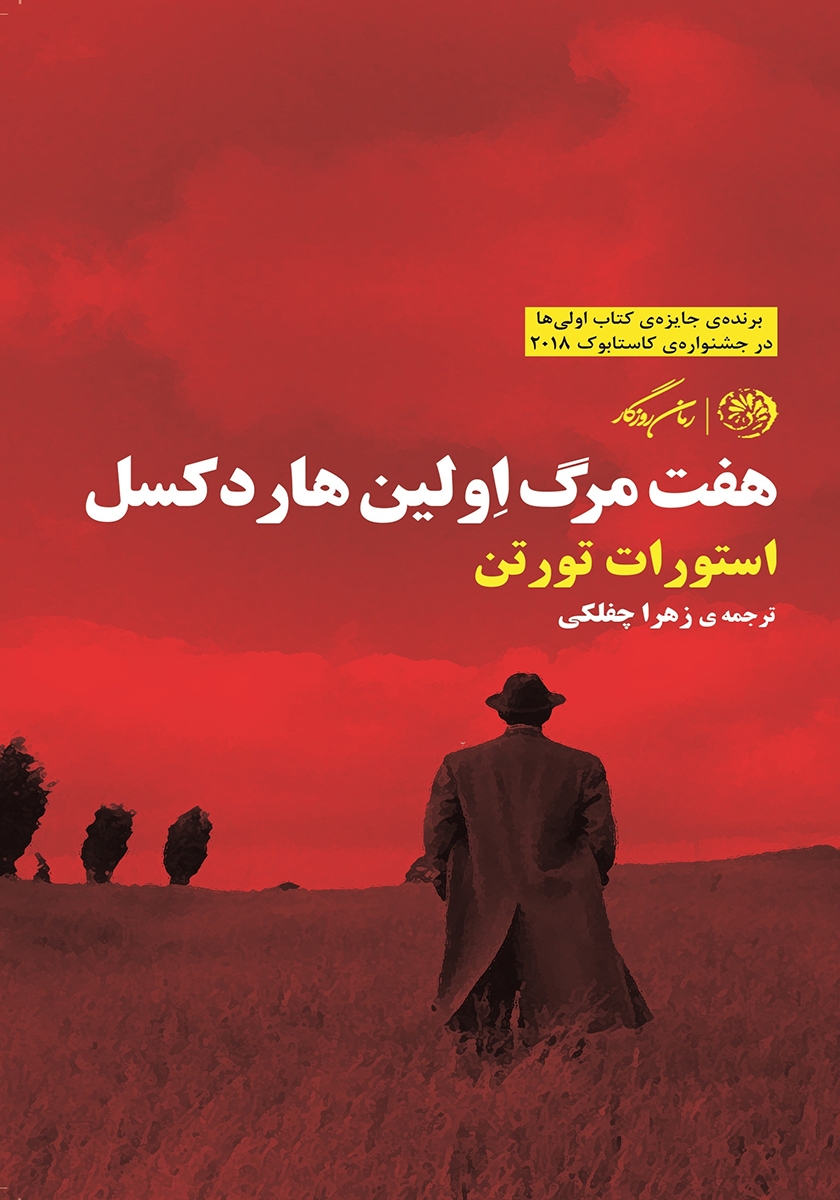 برنده‌ی جایزه‌ی کتاب اولی‌ها
در جشنواره‌ی کاستابوک ۲۰۱۸
رمان روزگار
هفت مرگ اِولین هاردکسل
استورات تورتن
ترجمه‌ی زهرا چفلکی